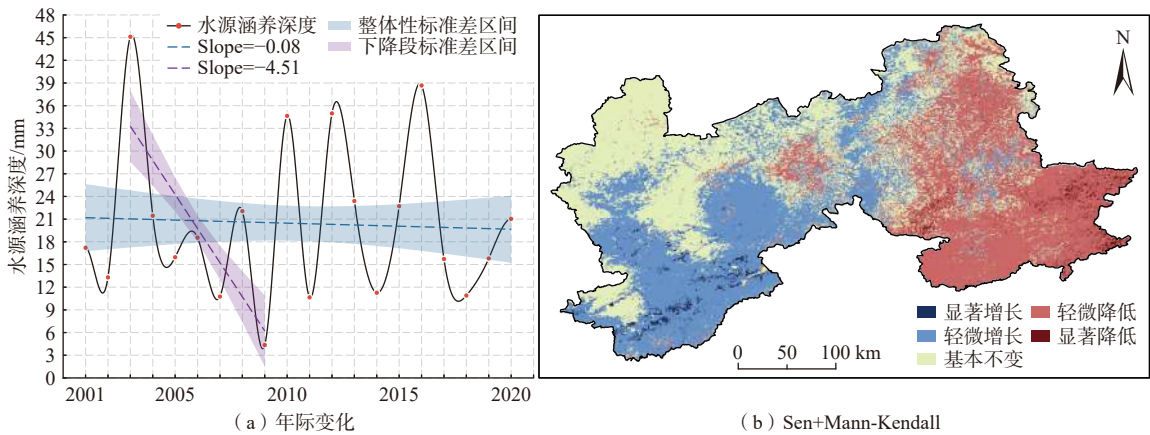 水源涵养深度/mm
48
45
42
39
36
33
30
27
24
21
18
15
12
9
6
3
0
2001
2005
2010
2015
2020
水源涵养深度
Slope=−0.08
Slope=−4.51
整体性标准差区间
下降段标准差区间
(a)年际变化
N
显著增长
轻微降低
轻微增长
显著降低
基本不变
0 50 100 km
(b) Sen+Mann-Kendall